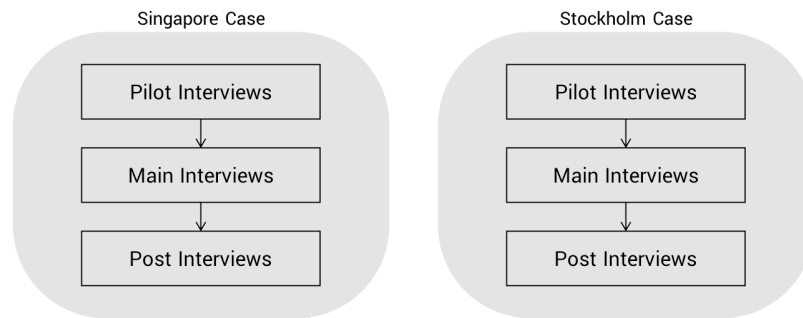 Singapore Case
Pilot Interviews
Main Interviews
Post Interviews
Stockholm Case
Pilot Interviews
Main Interviews
Post Interviews